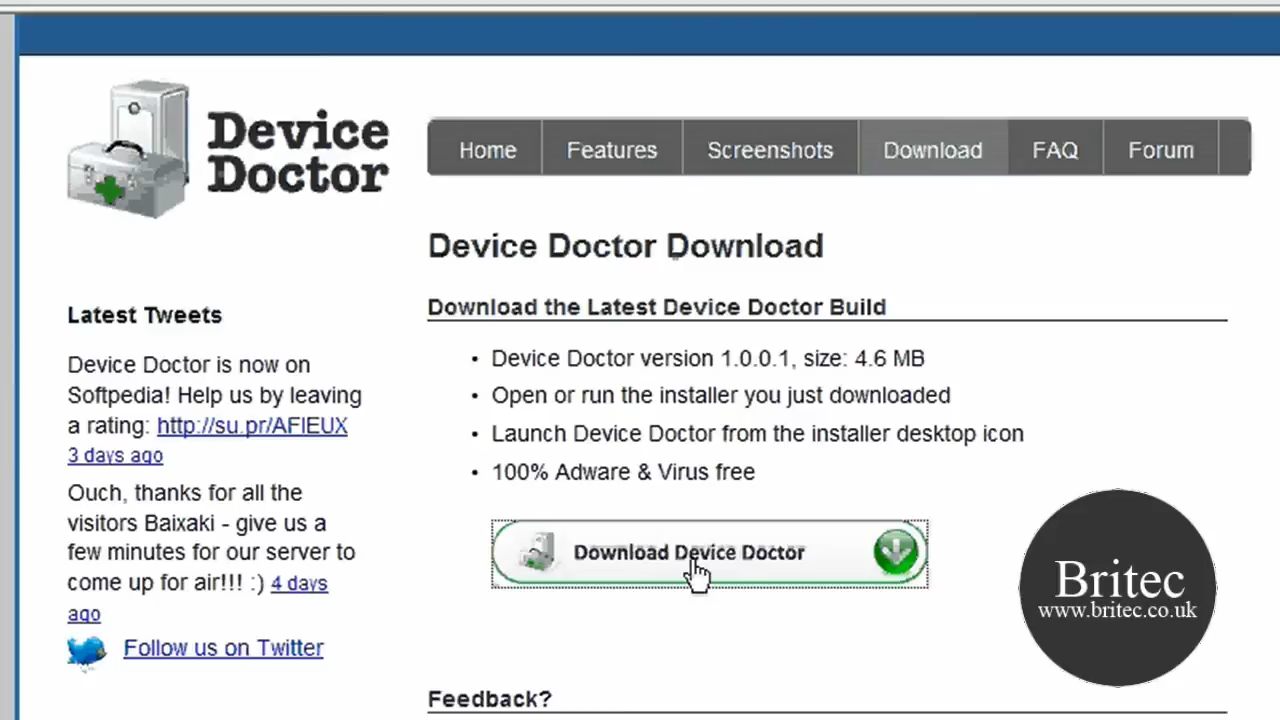 Device
Doctor
Home
Features
Screenshots
Download
FAQ
Forum
Device Doctor Download
Download the Latest Device Doctor Build
• Device Doctor version 1.0.0.1, size: 4.6 MB
• Open or run the installer you just downloaded
• Launch Device Doctor from the installer desktop icon
• 100% Adware & Virus free
Download Device Doctor
Latest Tweets
Device Doctor is now on
Softpedia! Help us by leaving
a rating: http://su.pr/AFIEUX
3 days ago
Ouch, thanks for all the
visitors Baixaki - give us a
few minutes for our server to
come up for air!!! :) 4 days
ago
Follow us on Twitter
Britec
www.britec.co.uk
Feedback?